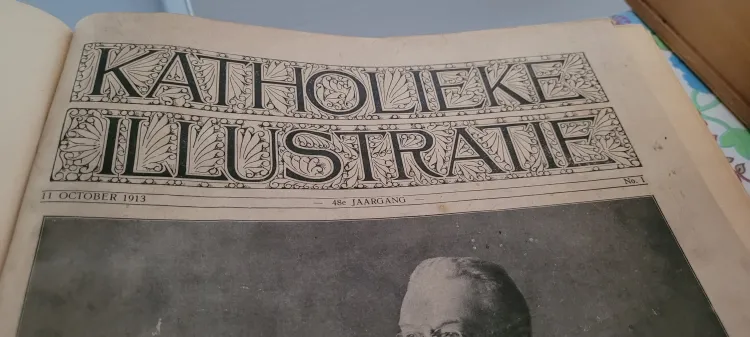 KATHOLIEKE
ILLUSTRATIE
11 OCTOBER 1913 — 48e JAARGANG — No. 1